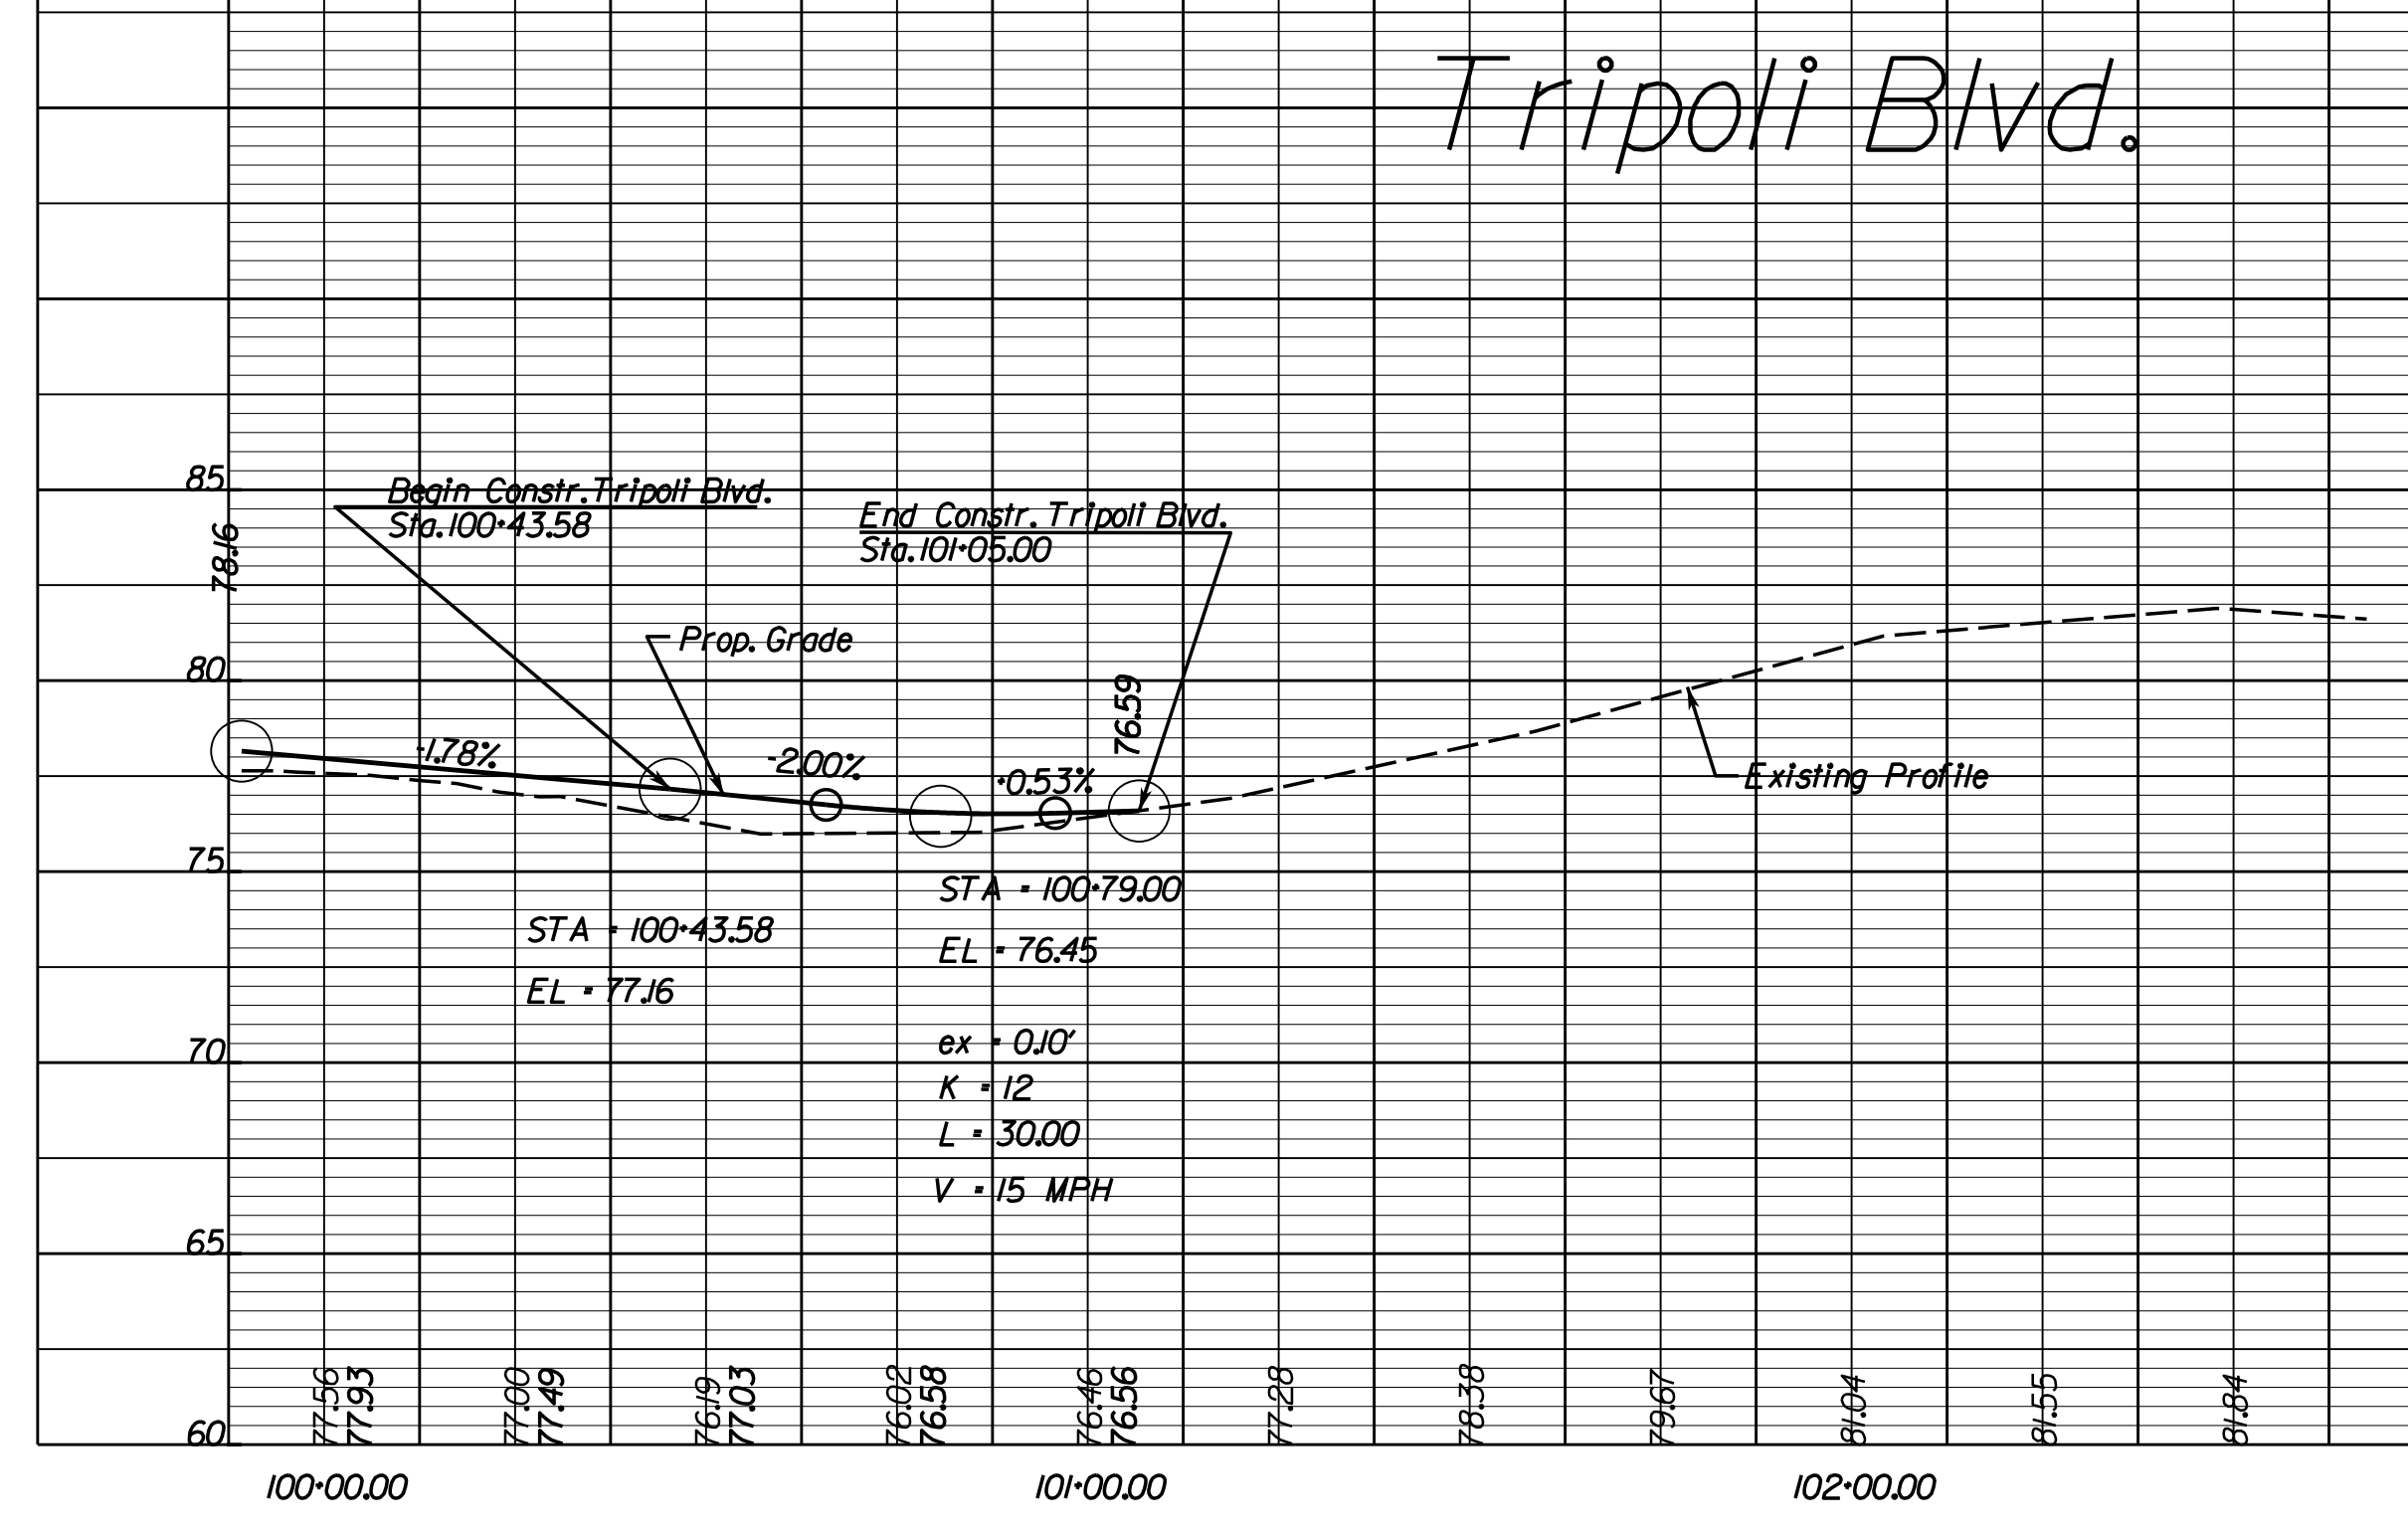 Tripoli Blvd.
85
Begin Constr. Tripoli Blvd.
Sta. 100+43.58
End Constr. Tripoli Blvd.
Sta. 101+05.00
78.16
Prop. Grade
80
76.59
-1.78%
-2.00%
+0.53%
Existing Profile
75
STA = 100+79.00
STA = 100+43.58
EL = 76.45
EL = 77.16
70
ex = 0.10'
K = 12
L = 30.00
V = 15 MPH
65
60
77.56
77.93
77.00
77.49
76.19
77.03
76.02
76.58
76.46
76.56
77.28
78.38
79.67
81.04
81.55
81.84
100+00.00
101+00.00
102+00.00